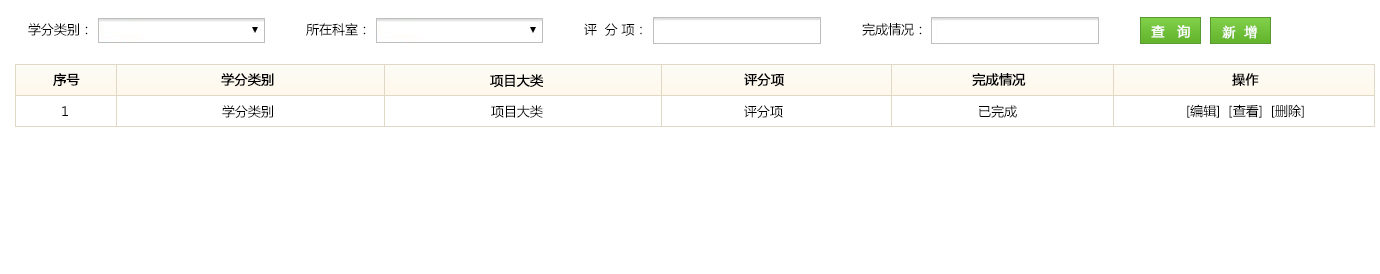 学分类别： 所在科室： 评 分 项： 完成情况： 查 询 新 增
序号 学分类别 项目大类 评分项 完成情况 操作
1 学分类别 项目大类 评分项 已完成 [编辑] [查看] [删除]